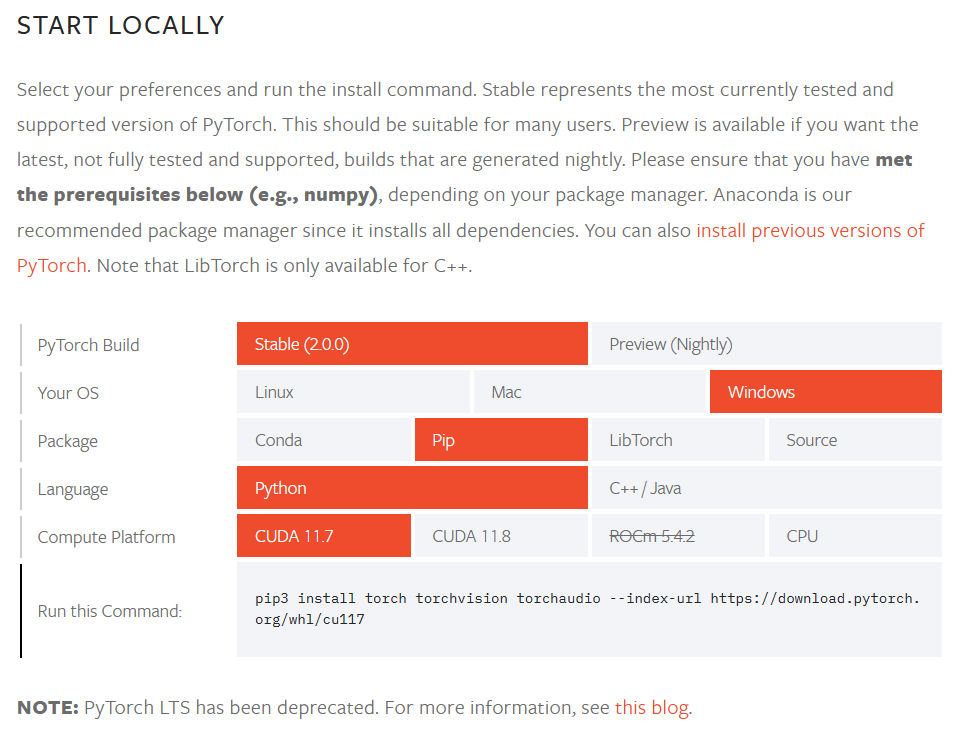 START LOCALLY
Select your preferences and run the install command. Stable represents the most currently tested and
supported version of PyTorch. This should be suitable for many users. Preview is available if you want the
latest, not fully tested and supported, builds that are generated nightly. Please ensure that you have met
the prerequisites below (e.g., numpy), depending on your package manager. Anaconda is our
recommended package manager since it installs all dependencies. You can also install previous versions of
PyTorch. Note that LibTorch is only available for C++.
PyTorch Build Stable (2.0.0) Preview (Nightly)
Your OS Linux Mac Windows
Package Conda Pip LibTorch Source
Language Python C++ / Java
Compute Platform CUDA 11.7 CUDA 11.8 ROCm 5.4.2 CPU
Run this Command: pip3 install torch torchvision torchaudio --index-url https://download.pytorch.
org/whl/cu117
NOTE: PyTorch LTS has been deprecated. For more information, see this blog.